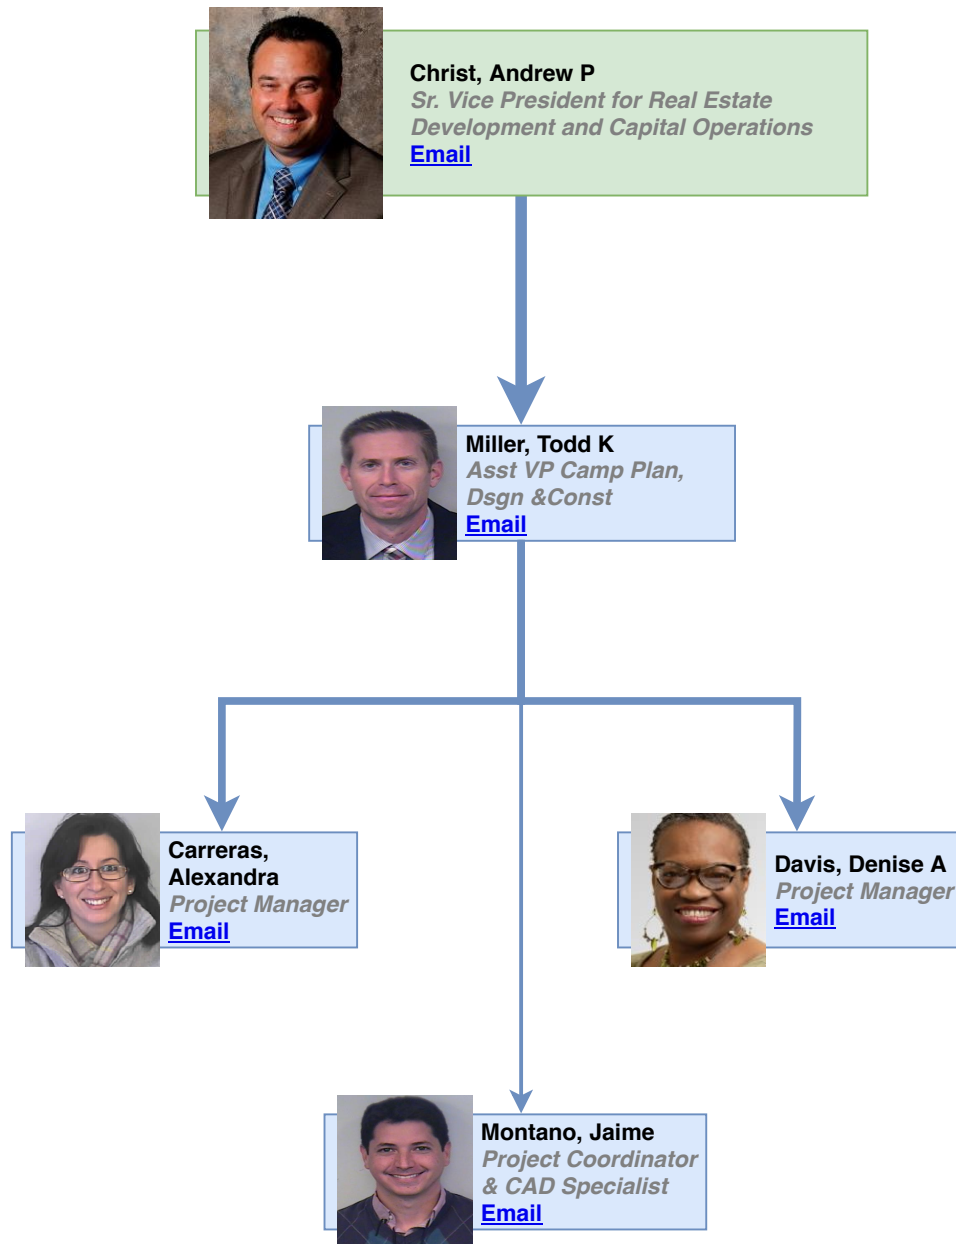 Christ, Andrew P
Sr. Vice President for Real Estate
Development and Capital Operations
Email
Miller, Todd K
Asst VP Camp Plan,
Dsgn &Const
Email
Carreras,
Alexandra
Project Manager
Email
Davis, Denise A
Project Manager
Email
Montano, Jaime
Project Coordinator
& CAD Specialist
Email